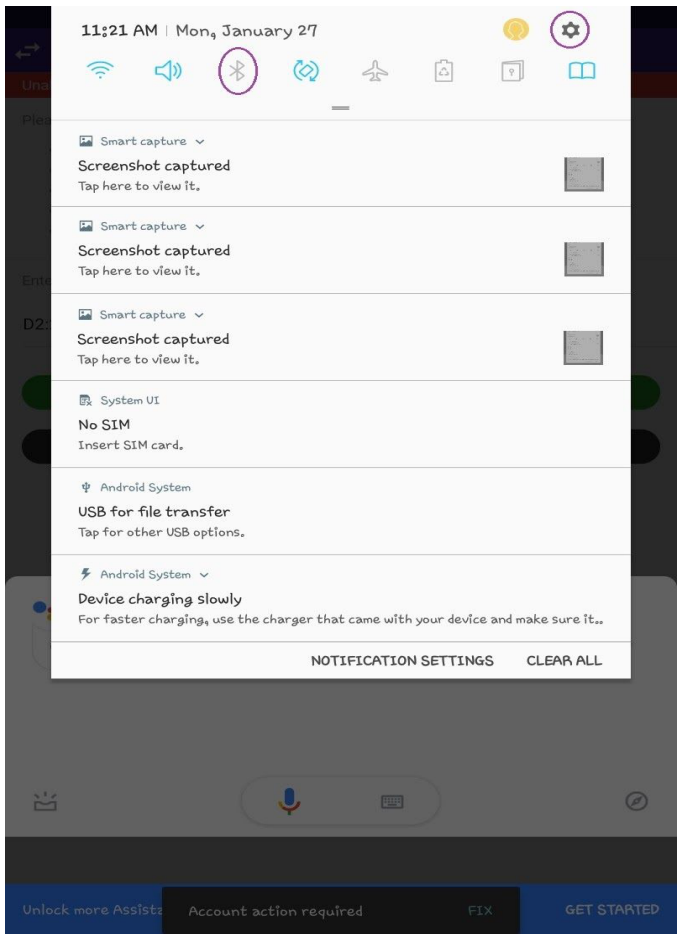 11:21 AM | Mon, January 27
Unal
Plea
Smart capture
Screenshot captured
Tap here to view it.
Smart capture
Screenshot captured
Tap here to view it.
Ente
Smart capture
D2:
Screenshot captured
Tap here to view it.
System UI
No SIM
Insert SIM card.
Android System
USB for file transfer
Tap for other USB options.
Android System
Device charging slowly
For faster charging, use the charger that came with your device and make sure it..
NOTIFICATION SETTINGS CLEAR ALL
Unlock more Assista Account action required FIX GET STARTED